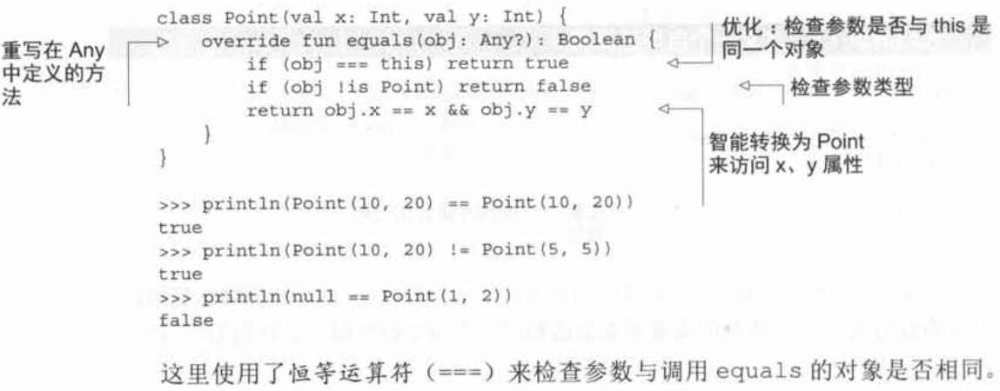 class Point(val x: Int, val y: Int) {
重写在 Any
中定义的方
法
override fun equals(obj: Any?): Boolean {
优化：检查参数是否与 this 是
同一个对象
if (obj === this) return true
if (obj !is Point) return false
检查参数类型
return obj.x == x && obj.y == y
智能转换为 Point
来访问 x、y 属性
}
}
>>> println(Point(10, 20) == Point(10, 20))
true
>>> println(Point(10, 20) != Point(5, 5))
true
>>> println(null == Point(1, 2))
false
这里使用了恒等运算符（===）来检查参数与调用 equals 的对象是否相同。